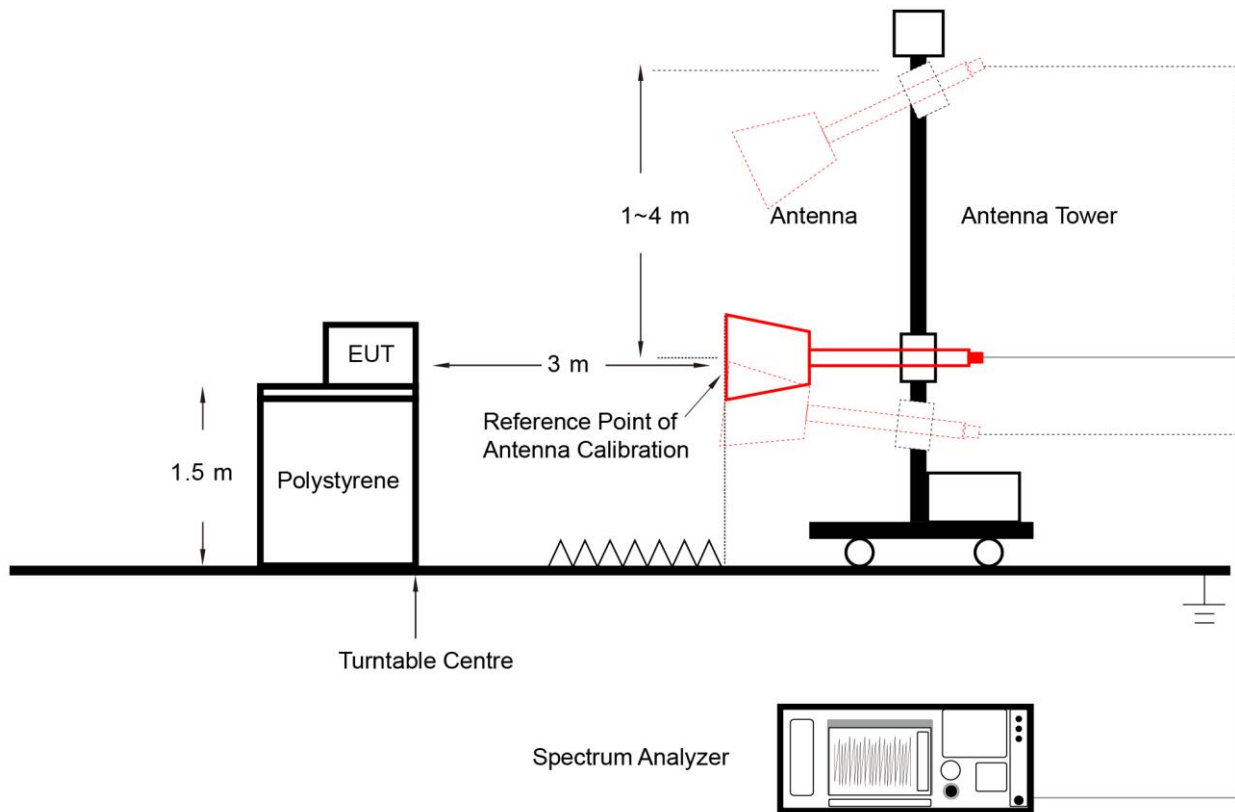 1~4 m
Antenna
Antenna Tower
EUT
3 m
Reference Point of
Antenna Calibration
1.5 m
Polystyrene
Turntable Centre
Spectrum Analyzer